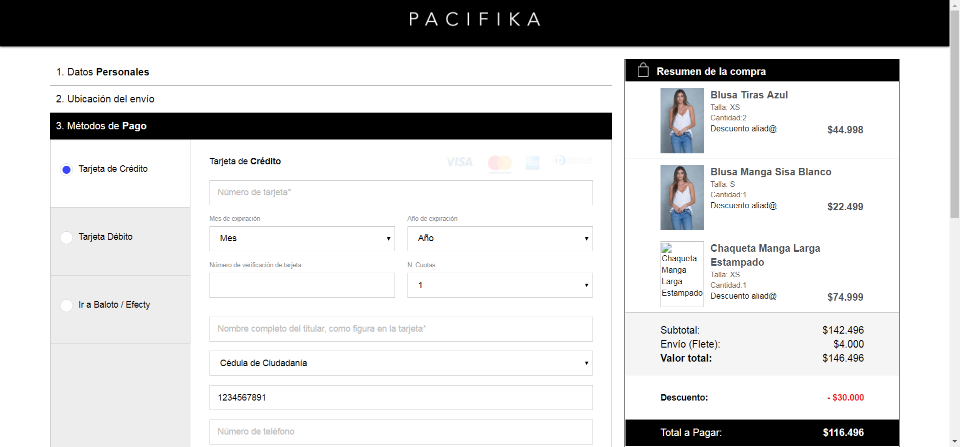 PACIFIKA
1. Datos Personales
2. Ubicación del envío
3. Métodos de Pago
Tarjeta de Crédito
Tarjeta Débito
Ir a Baloto / Efecty
Tarjeta de Crédito
VISA
Número de tarjeta*
Mes de expiración
Año de expiración
Mes
Año
Número de verificación de tarjeta
N. Cuotas
1
Nombre completo del titular, como figura en la tarjeta*
Cédula de Ciudadanía
1234567891
Número de teléfono
Resumen de la compra
Blusa Tiras Azul
Talla: XS
Cantidad:2
Descuento aliad@
$44.998
Blusa Manga Sisa Blanco
Talla: S
Cantidad:1
Descuento aliad@
$22.499
Chaqueta
Manga
Larga
Estampado
Chaqueta Manga Larga
Estampado
Talla: XS
Cantidad:1
Descuento aliad@
$74.999
Subtotal: $142.496
Envío (Flete): $4.000
Valor total: $146.496
Descuento: - $30.000
Total a Pagar: $116.496